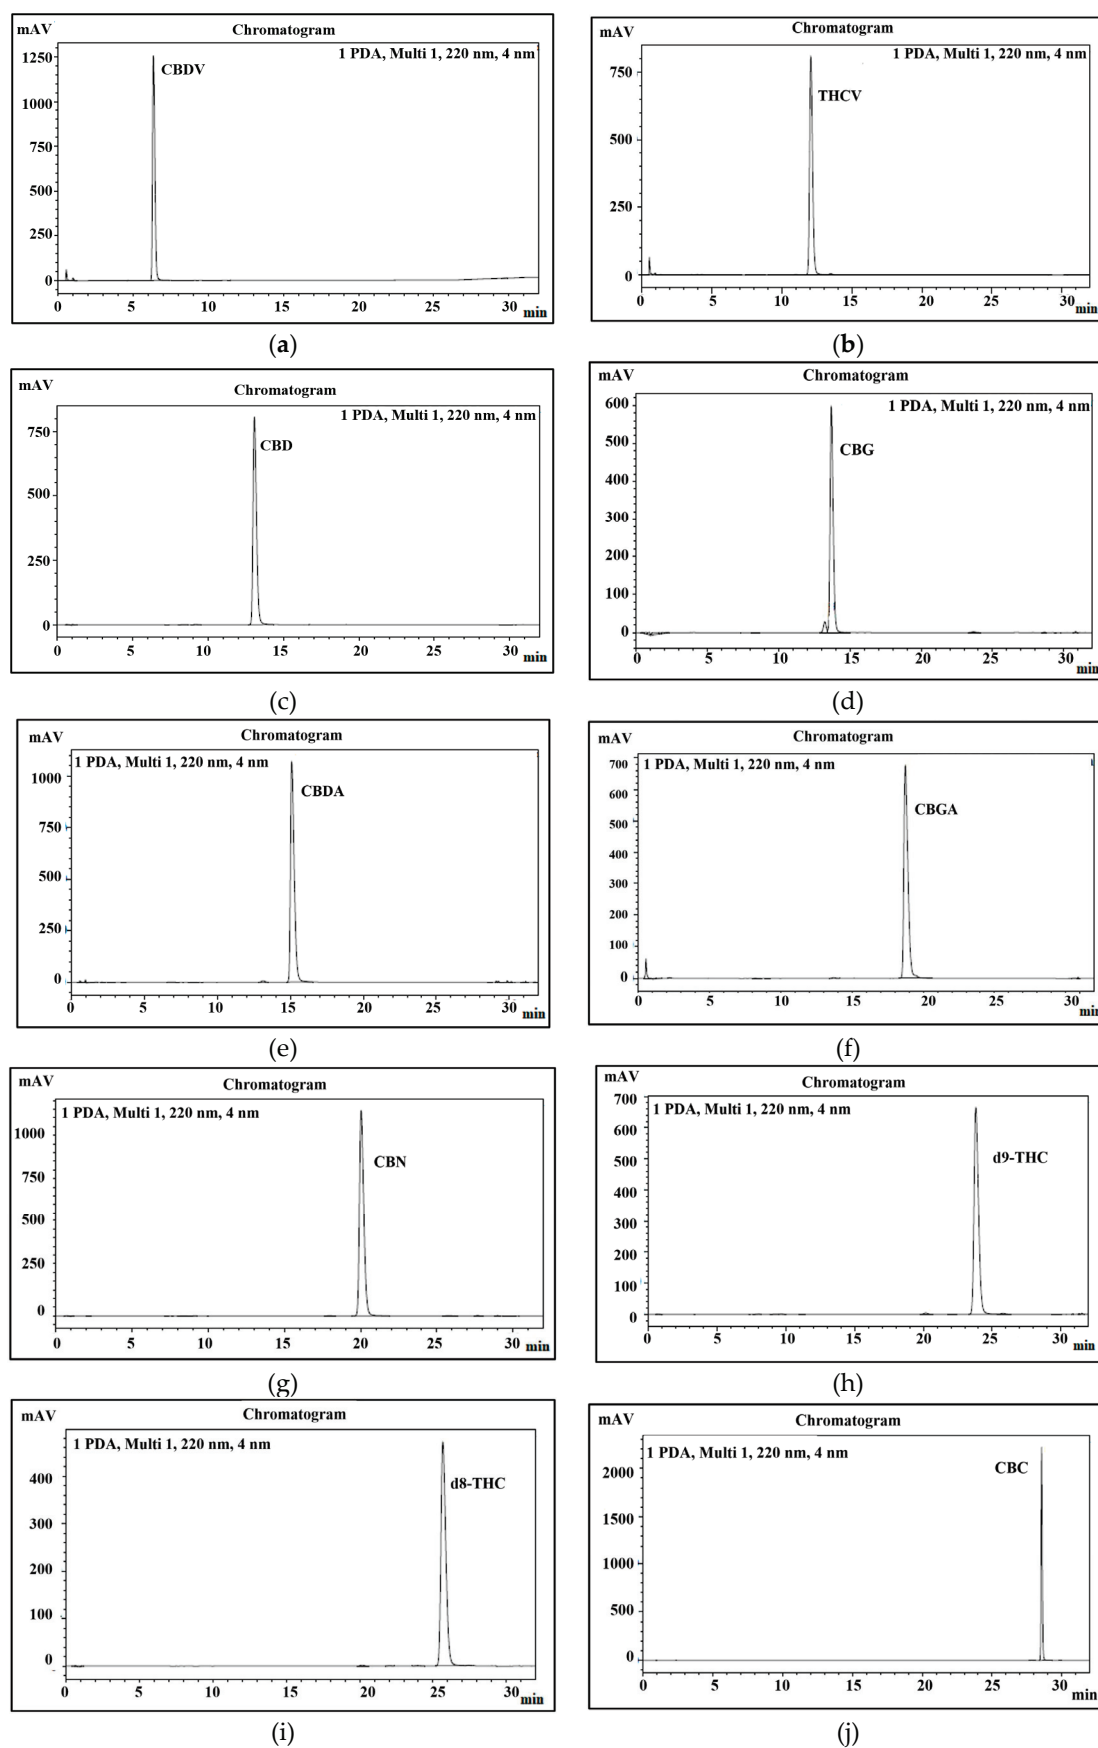 mAV
Chromatogram
1 PDA, Multi 1, 220 nm, 4 nm
1250
CBDV
1000
750
500
250
0
0 5 10 15 20 25 30
min
(a)
mAV
Chromatogram
1 PDA, Multi 1, 220 nm, 4 nm
750
THCV
500
250
0
0 5 10 15 20 25 30
min
(b)
mAV
Chromatogram
1 PDA, Multi 1, 220 nm, 4 nm
750
CBD
500
250
0
0 5 10 15 20 25 30
min
(c)
mAV
Chromatogram
1 PDA, Multi 1, 220 nm, 4 nm
600
500
CBG
400
300
200
100
0
0 5 10 15 20 25 30
min
(d)
mAV
Chromatogram
1 PDA, Multi 1, 220 nm, 4 nm
1000
CBDA
750
500
250
0
0 5 10 15 20 25 30
min
(e)
mAV
Chromatogram
1 PDA, Multi 1, 220 nm, 4 nm
700
600
CBGA
500
400
300
200
100
0
0 5 10 15 20 25 30
min
(f)
mAV
Chromatogram
1 PDA, Multi 1, 220 nm, 4 nm
1000
CBN
750
500
250
0
0 5 10 15 20 25 30
min
(g)
mAV
Chromatogram
700
1 PDA, Multi 1, 220 nm, 4 nm
600
d9-THC
500
400
300
200
100
0
0 5 10 15 20 25 30
min
(h)
mAV
Chromatogram
1 PDA, Multi 1, 220 nm, 4 nm
400
d8-THC
300
200
100
0
0 5 10 15 20 25 30
min
(i)
mAV
Chromatogram
1 PDA, Multi 1, 220 nm, 4 nm
CBC
2000
1500
1000
500
0
0 5 10 15 20 25 30
min
(j)